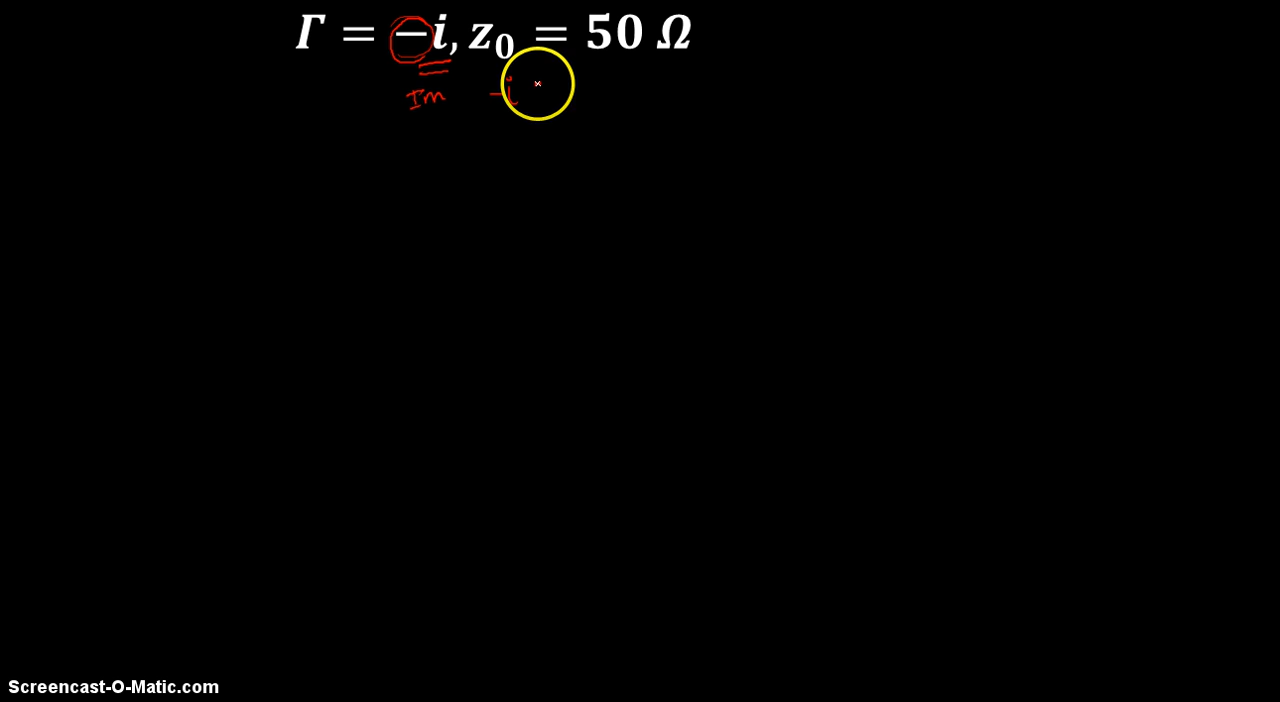 Γ = −i, z₀ = 50 Ω
Im -i
Screencast-O-Matic.com